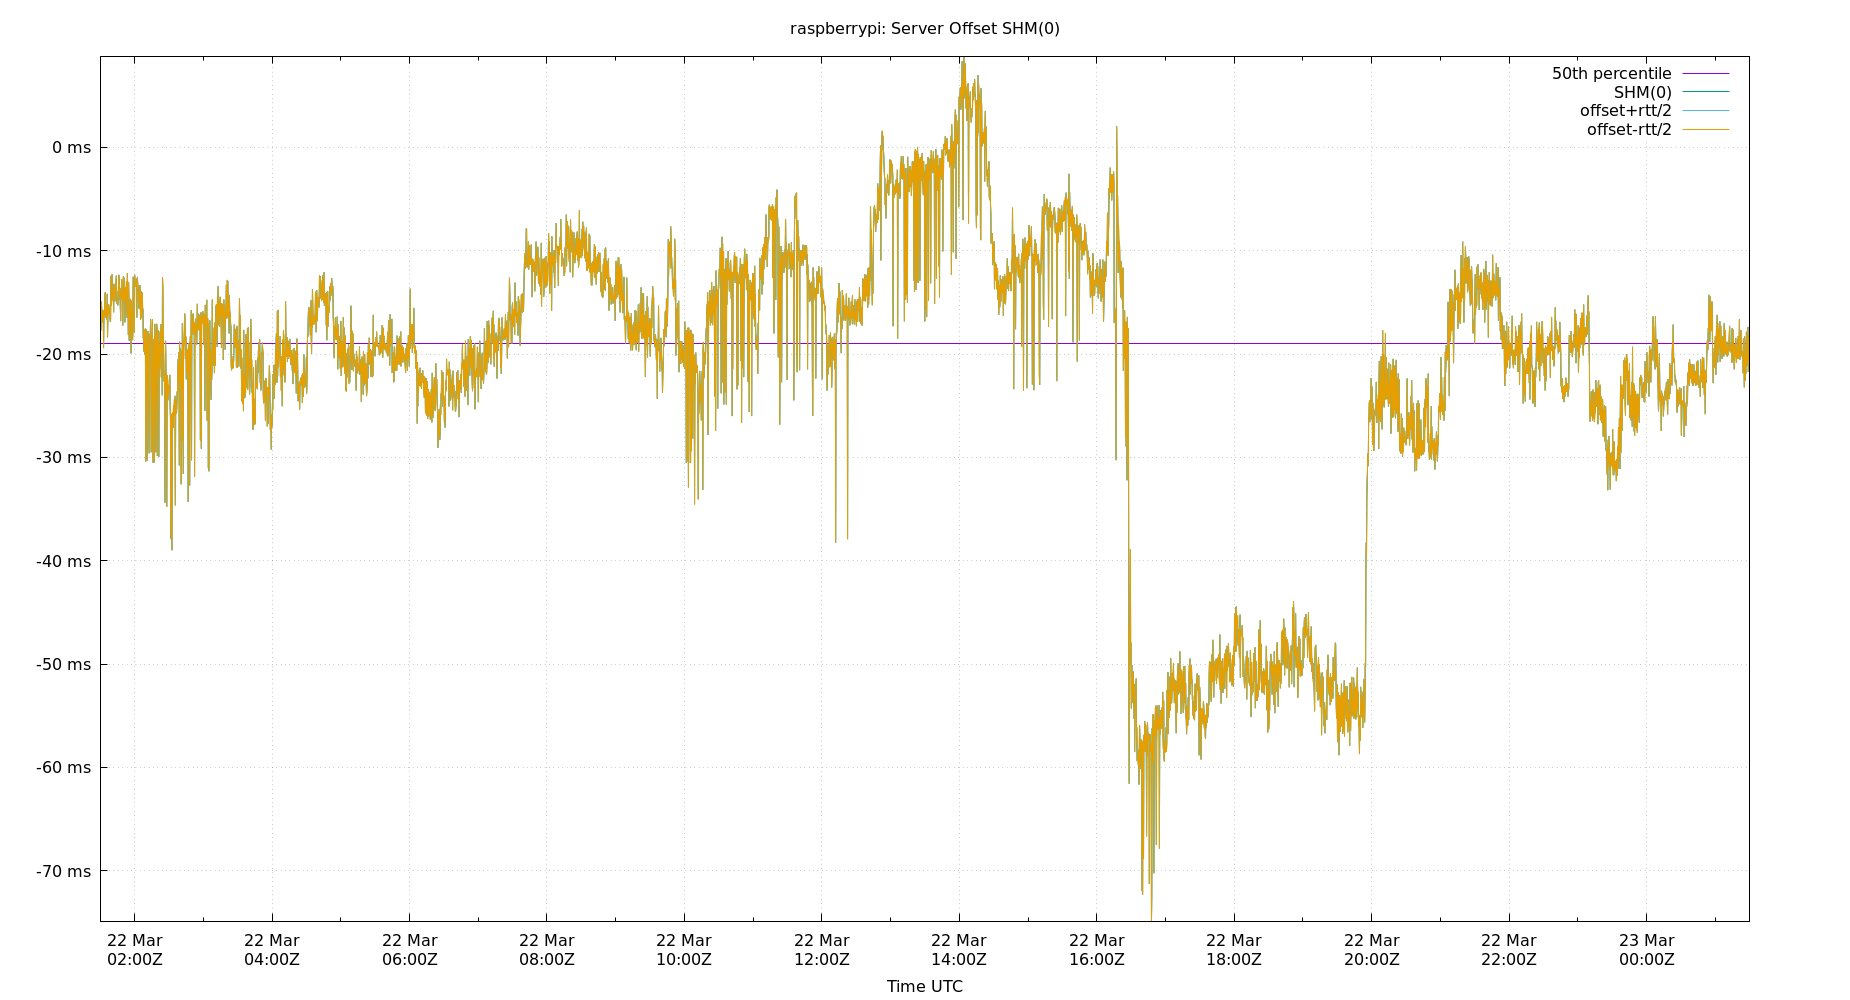 raspberrypi: Server Offset SHM(0)
50th percentile
SHM(0)
offset+rtt/2
offset-rtt/2
0 ms
-10 ms
-20 ms
-30 ms
-40 ms
-50 ms
-60 ms
-70 ms
22 Mar 22 Mar 22 Mar 22 Mar 22 Mar 22 Mar 22 Mar 22 Mar 22 Mar 22 Mar 22 Mar 23 Mar
02:00Z 04:00Z 06:00Z 08:00Z 10:00Z 12:00Z 14:00Z 16:00Z 18:00Z 20:00Z 22:00Z 00:00Z
Time UTC